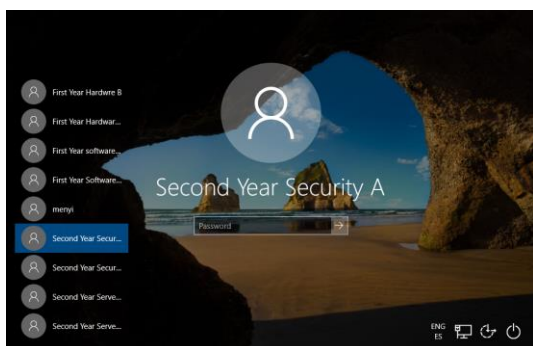 First Year Hardwre B
First Year Hardwar...
First Year software...
First Year Software...
menyi
Second Year Secur...
Second Year Secur...
Second Year Serve...
Second Year Serve...
Second Year Security A
Password
ENG
ES